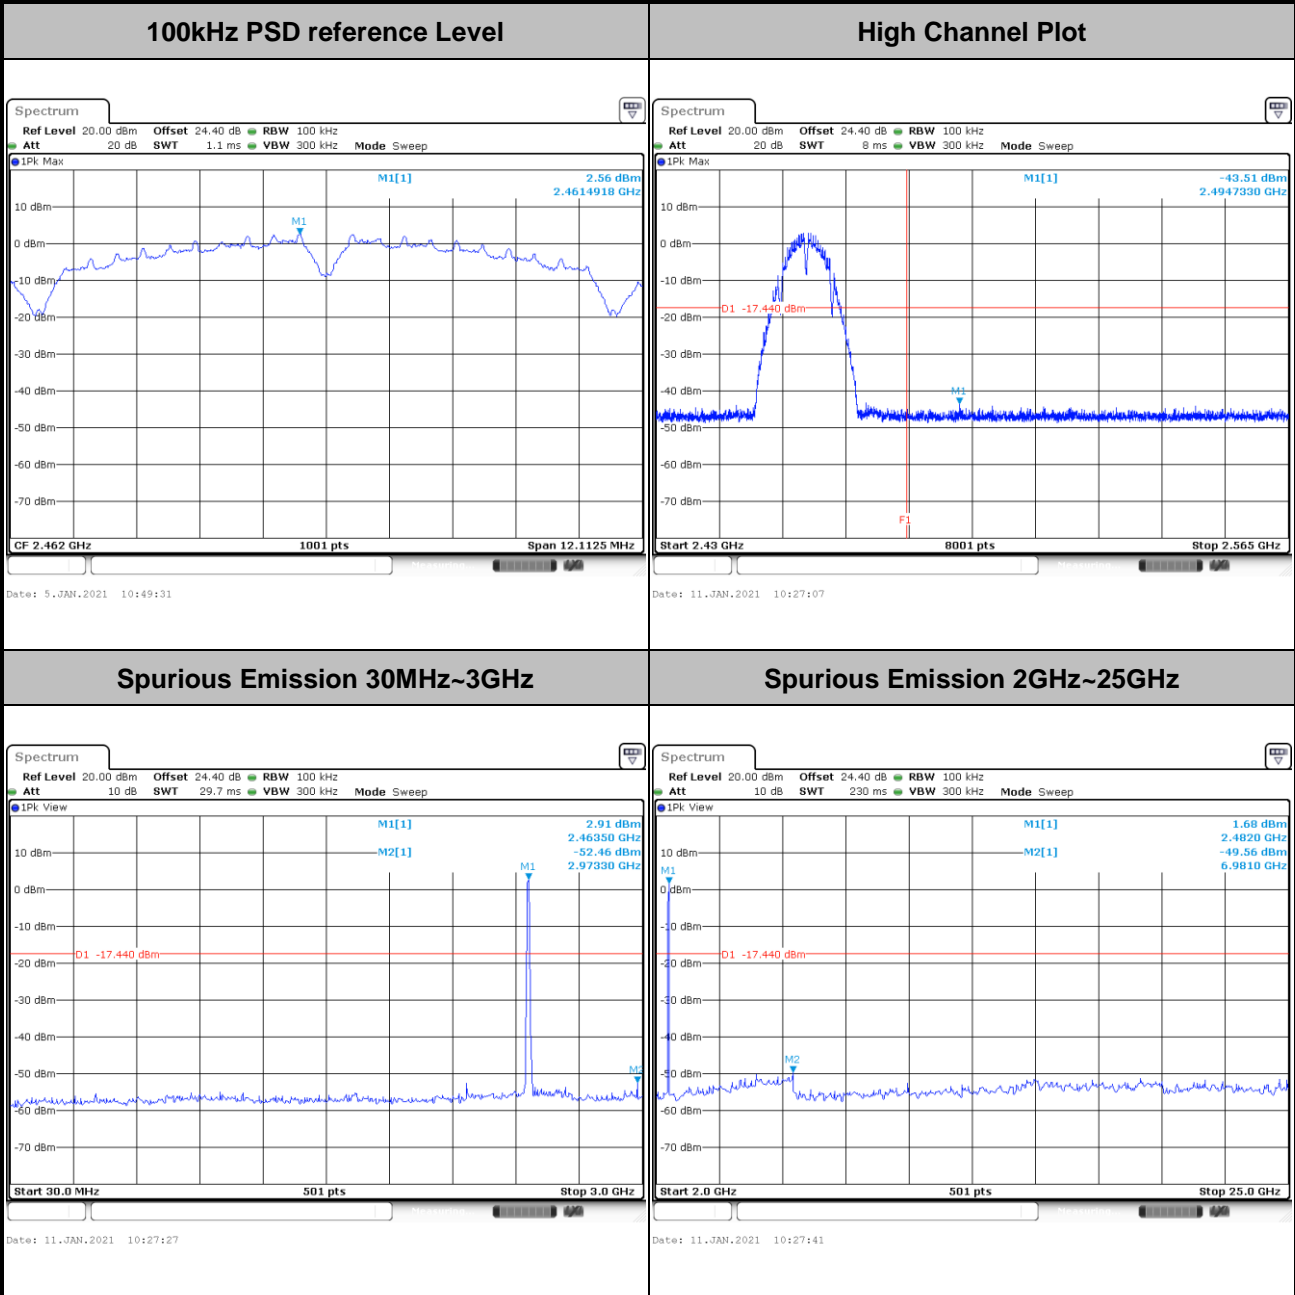 100kHz PSD reference Level
High Channel Plot
Spectrum
Ref Level 20.00 dBm Offset 24.40 dB RBW 100 kHz
Att 20 dB SWT 1.1 ms VBW 300 kHz Mode Sweep
1Pk Max
M1[1] 2.56 dBm
2.4614918 GHz
10 dBm
M1
0 dBm
-10 dBm
-20 dBm
-30 dBm
-40 dBm
-50 dBm
-60 dBm
-70 dBm
CF 2.462 GHz 1001 pts Span 12.1125 MHz
Measuring
Date: 5.JAN.2021 10:49:31
Spectrum
Ref Level 20.00 dBm Offset 24.40 dB RBW 100 kHz
Att 20 dB SWT 8 ms VBW 300 kHz Mode Sweep
1Pk Max
M1[1] -43.51 dBm
2.4947330 GHz
10 dBm
0 dBm
-10 dBm
D1 -17.440 dBm
-20 dBm
-30 dBm
-40 dBm
M1
-50 dBm
-60 dBm
-70 dBm
F1
Start 2.43 GHz 8001 pts Stop 2.565 GHz
Measuring
Date: 11.JAN.2021 10:27:07
Spurious Emission 30MHz~3GHz
Spurious Emission 2GHz~25GHz
Spectrum
Ref Level 20.00 dBm Offset 24.40 dB RBW 100 kHz
Att 10 dB SWT 29.7 ms VBW 300 kHz Mode Sweep
1Pk View
M1[1] 2.91 dBm
2.46350 GHz
10 dBm
M2[1] -52.46 dBm
2.97330 GHz
M1
0 dBm
-10 dBm
D1 -17.440 dBm
-20 dBm
-30 dBm
-40 dBm
-50 dBm
M2
-60 dBm
-70 dBm
Start 30.0 MHz 501 pts Stop 3.0 GHz
Measuring
Date: 11.JAN.2021 10:27:27
Spectrum
Ref Level 20.00 dBm Offset 24.40 dB RBW 100 kHz
Att 10 dB SWT 230 ms VBW 300 kHz Mode Sweep
1Pk View
M1[1] 1.68 dBm
2.4820 GHz
10 dBm
M2[1] -49.56 dBm
6.9810 GHz
M1
0 dBm
-10 dBm
D1 -17.440 dBm
-20 dBm
-30 dBm
-40 dBm
M2
-50 dBm
-60 dBm
-70 dBm
Start 2.0 GHz 501 pts Stop 25.0 GHz
Measuring
Date: 11.JAN.2021 10:27:41